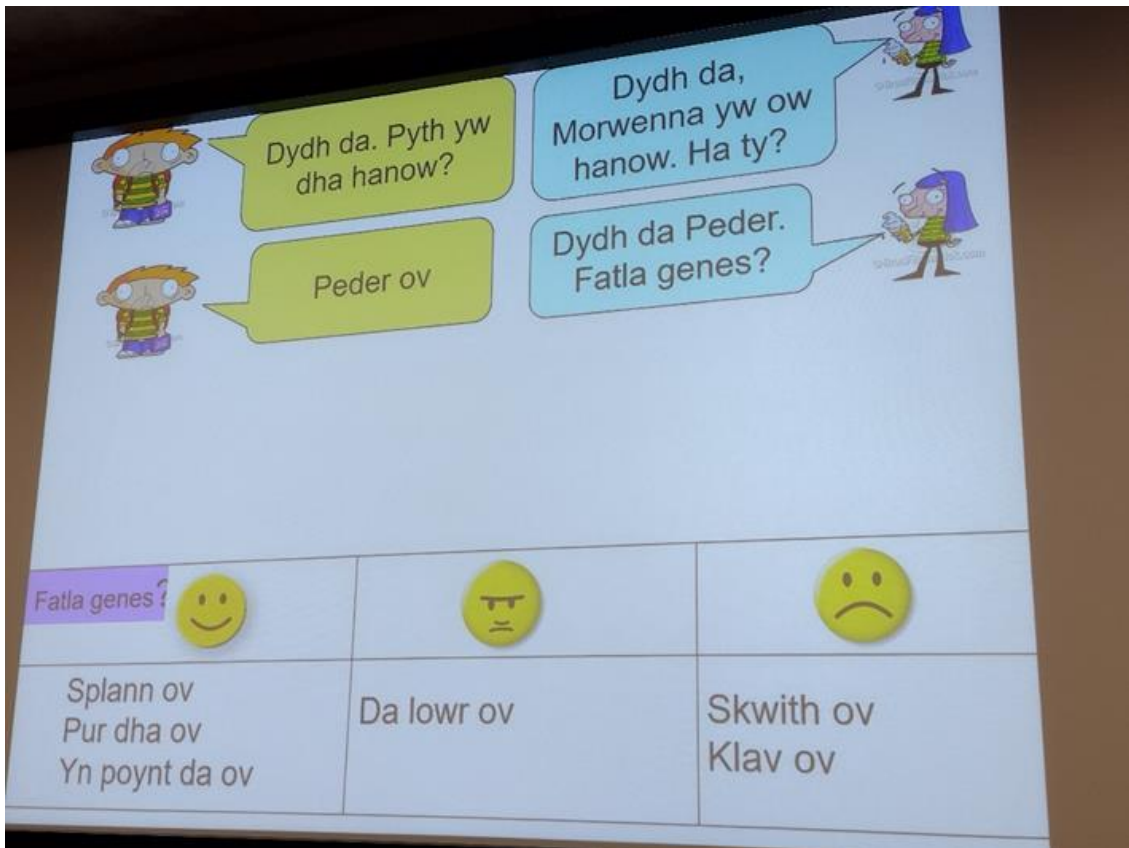 Dydh da. Pyth yw
dha hanow?
Dydh da,
Morwenna yw ow
hanow. Ha ty?
Peder ov
Dydh da Peder.
Fatla genes?
Fatla genes?
Splann ov
Pur dha ov
Yn poynt da ov
Da lowr ov
Skwith ov
Klav ov